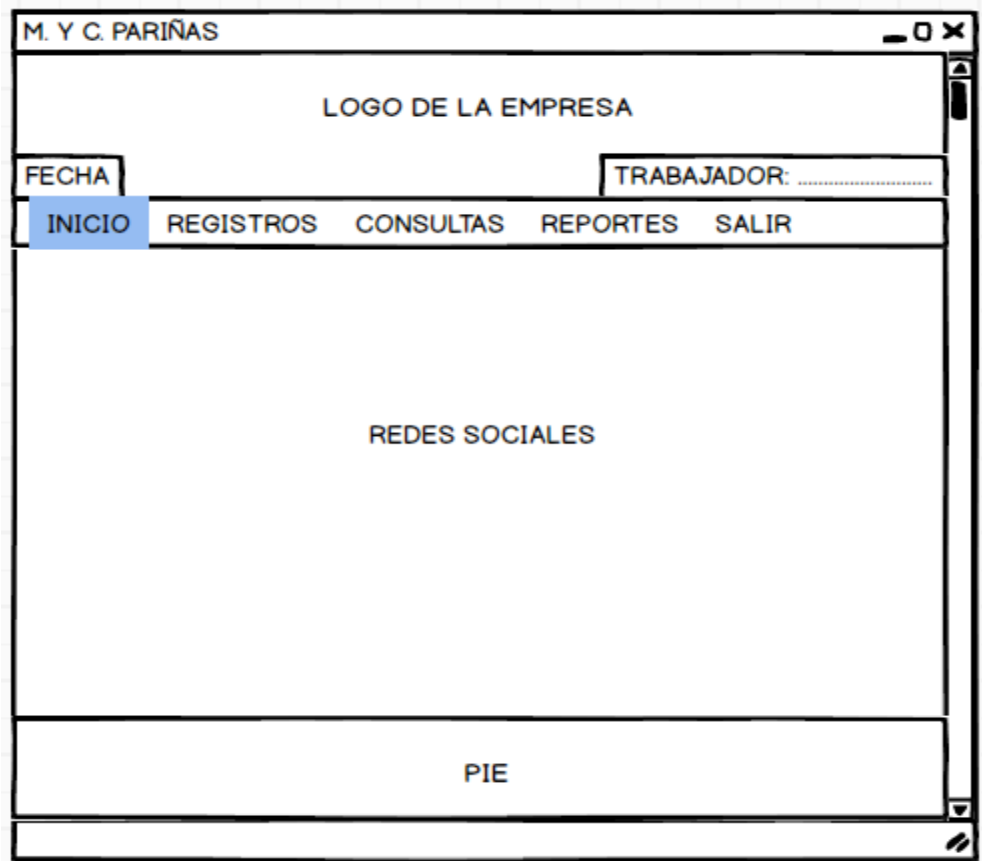 M. Y C. PARIÑAS
LOGO DE LA EMPRESA
FECHA
TRABAJADOR: ................................
INICIO REGISTROS CONSULTAS REPORTES SALIR
REDES SOCIALES
PIE